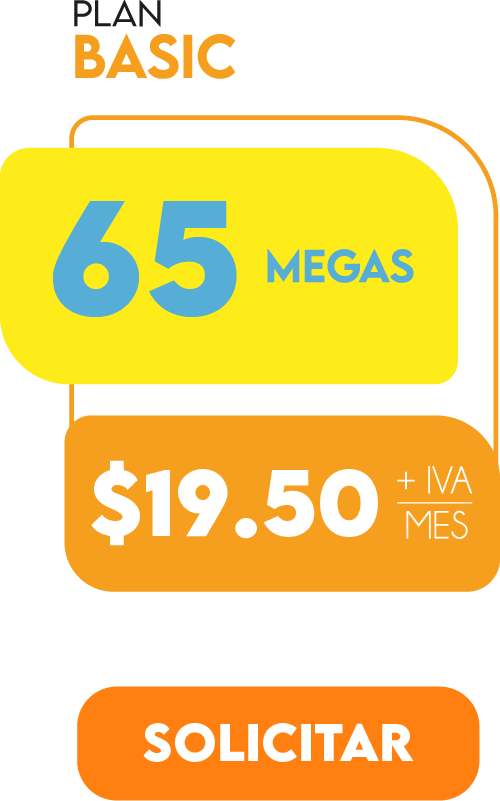 PLAN
BASIC
65 MEGAS
$19.50 + IVA
MES
SOLICITAR